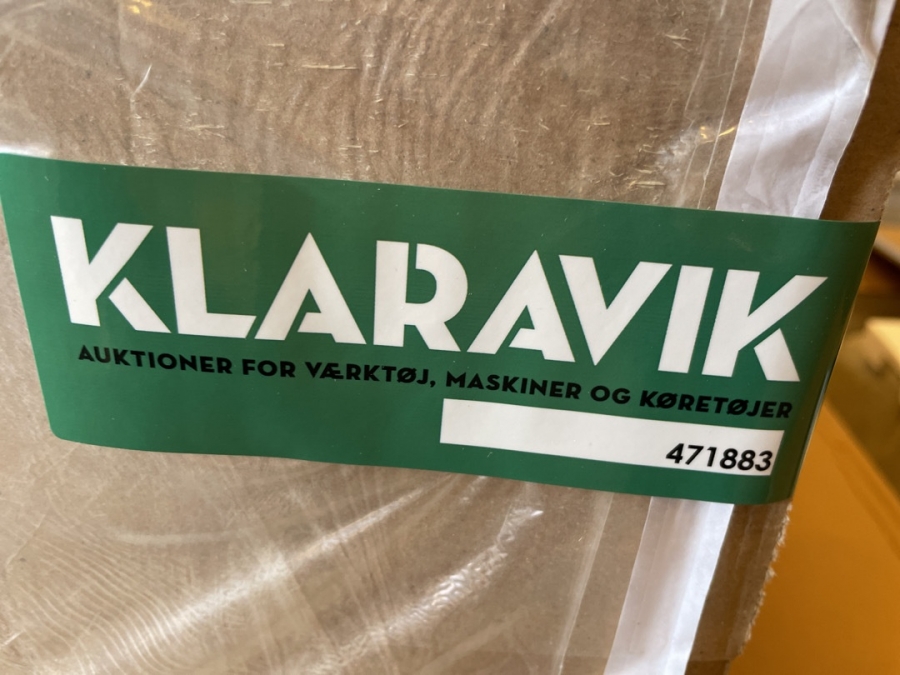 KLARAVIK
AUKTIONER FOR VÆRKTØJ, MASKINER OG KØRETØJER
471883